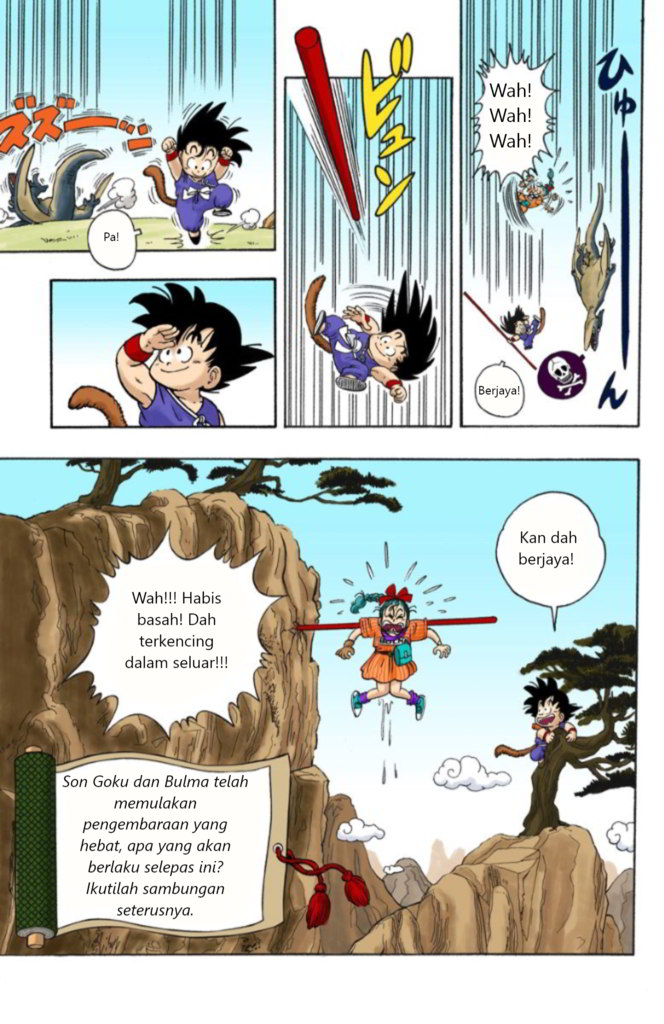 Wah!
Wah!
Wah!
ひゅーん
Berjaya!
ビュン
ズズーー…
Pa!
Wah!!! Habis
basah! Dah
terkencing
dalam seluar!!!
Kan dah
berjaya!
Son Goku dan Bulma telah
memulakan
pengembaraan yang
hebat, apa yang akan
berlaku selepas ini?
Ikutilah sambungan
seterusnya.